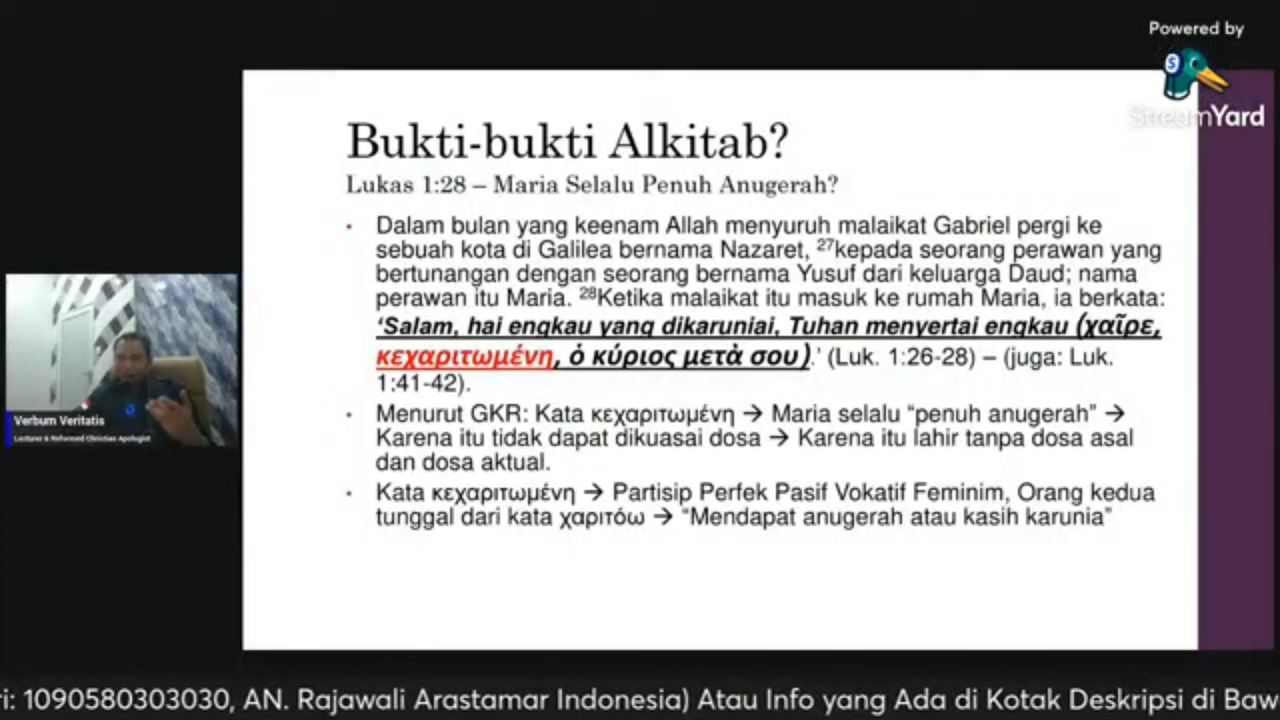 Powered by
StreamYard
Bukti-bukti Alkitab?
Lukas 1:28 – Maria Selalu Penuh Anugerah?
• Dalam bulan yang keenam Allah menyuruh malaikat Gabriel pergi ke
sebuah kota di Galilea bernama Nazaret, ²⁷kepada seorang perawan yang
bertunangan dengan seorang bernama Yusuf dari keluarga Daud; nama
perawan itu Maria. ²⁸Ketika malaikat itu masuk ke rumah Maria, ia berkata:
‘Salam, hai engkau yang dikaruniai, Tuhan menyertai engkau (χαῖρε,
κεχαριτωμένη, ὁ κύριος μετὰ σου).’ (Luk. 1:26-28) – (juga: Luk.
1:41-42).
• Menurut GKR: Kata κεχαριτωμένη → Maria selalu “penuh anugerah” →
Karena itu tidak dapat dikuasai dosa → Karena itu lahir tanpa dosa asal
dan dosa aktual.
• Kata κεχαριτωμένη → Partisip Perfek Pasif Vokatif Feminim, Orang kedua
tunggal dari kata χαριτόω → “Mendapat anugerah atau kasih karunia”
Verbum Veritatis
Lecturer & Reformed Christian Apologist
ri: 1090580303030, AN. Rajawali Arastamar Indonesia) Atau Info yang Ada di Kotak Deskripsi di Baw